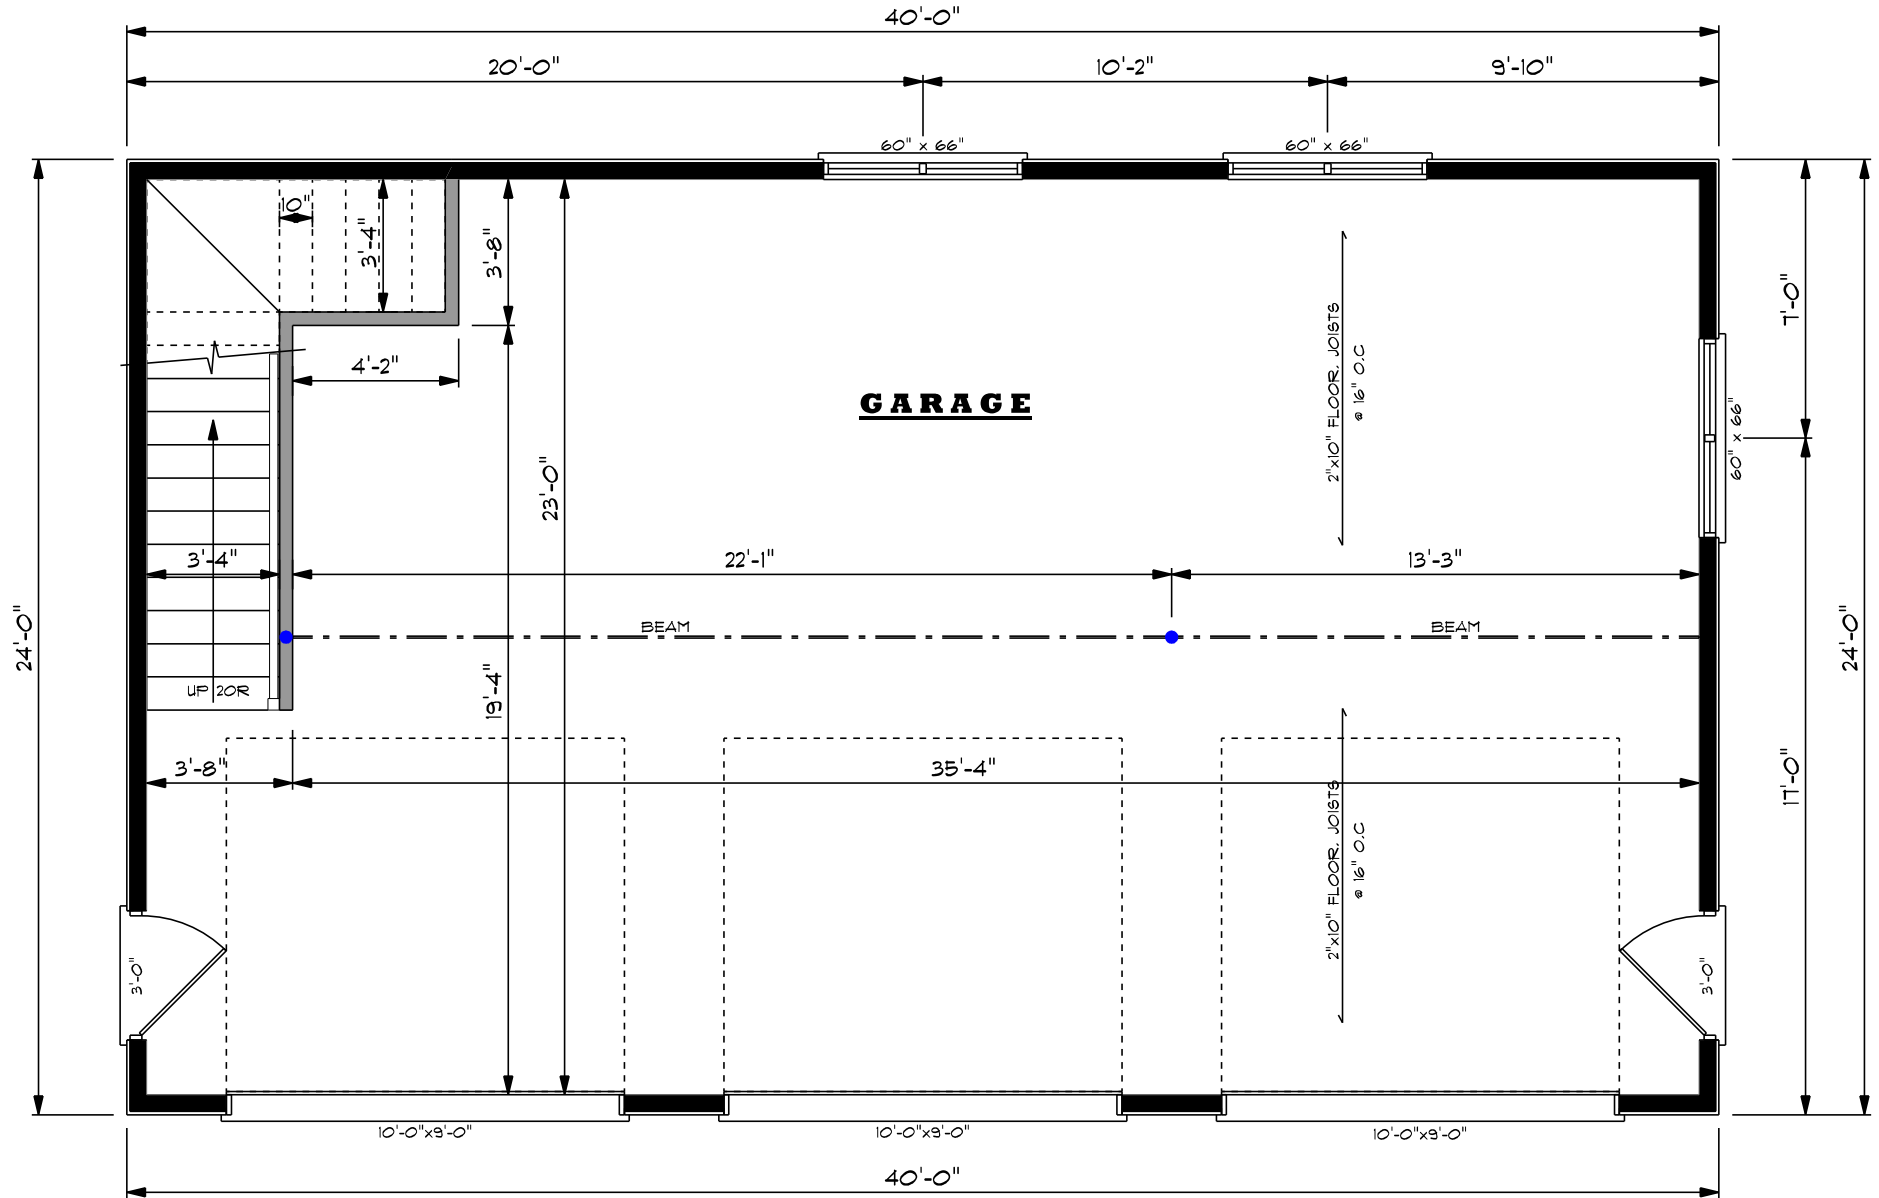 40'-0"
20'-0"
10'-2"
9'-10"
60" x 66"
60" x 66"
10"
3'-4"
3'-8"
4'-2"
GARAGE
2"x10" FLOOR. JOISTS
@ 16" O.C
7'-0"
60" x 66"
23'-0"
3'-4"
22'-1"
13'-3"
24'-0"
BEAM
BEAM
24'-0"
UP 20R
19'-4"
3'-8"
35'-4"
17'-0"
2"x10" FLOOR. JOISTS
@ 16" O.C
3'-0"
3'-0"
10'-0"x9'-0"
10'-0"x9'-0"
10'-0"x9'-0"
40'-0"